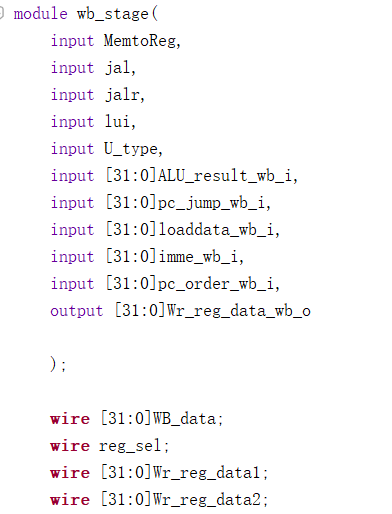 module wb_stage(
input MemtoReg,
input jal,
input jalr,
input lui,
input U_type,
input [31:0]ALU_result_wb_i,
input [31:0]pc_jump_wb_i,
input [31:0]loaddata_wb_i,
input [31:0]imme_wb_i,
input [31:0]pc_order_wb_i,
output [31:0]Wr_reg_data_wb_o
);
wire [31:0]WB_data;
wire reg_sel;
wire [31:0]Wr_reg_data1;
wire [31:0]Wr_reg_data2;